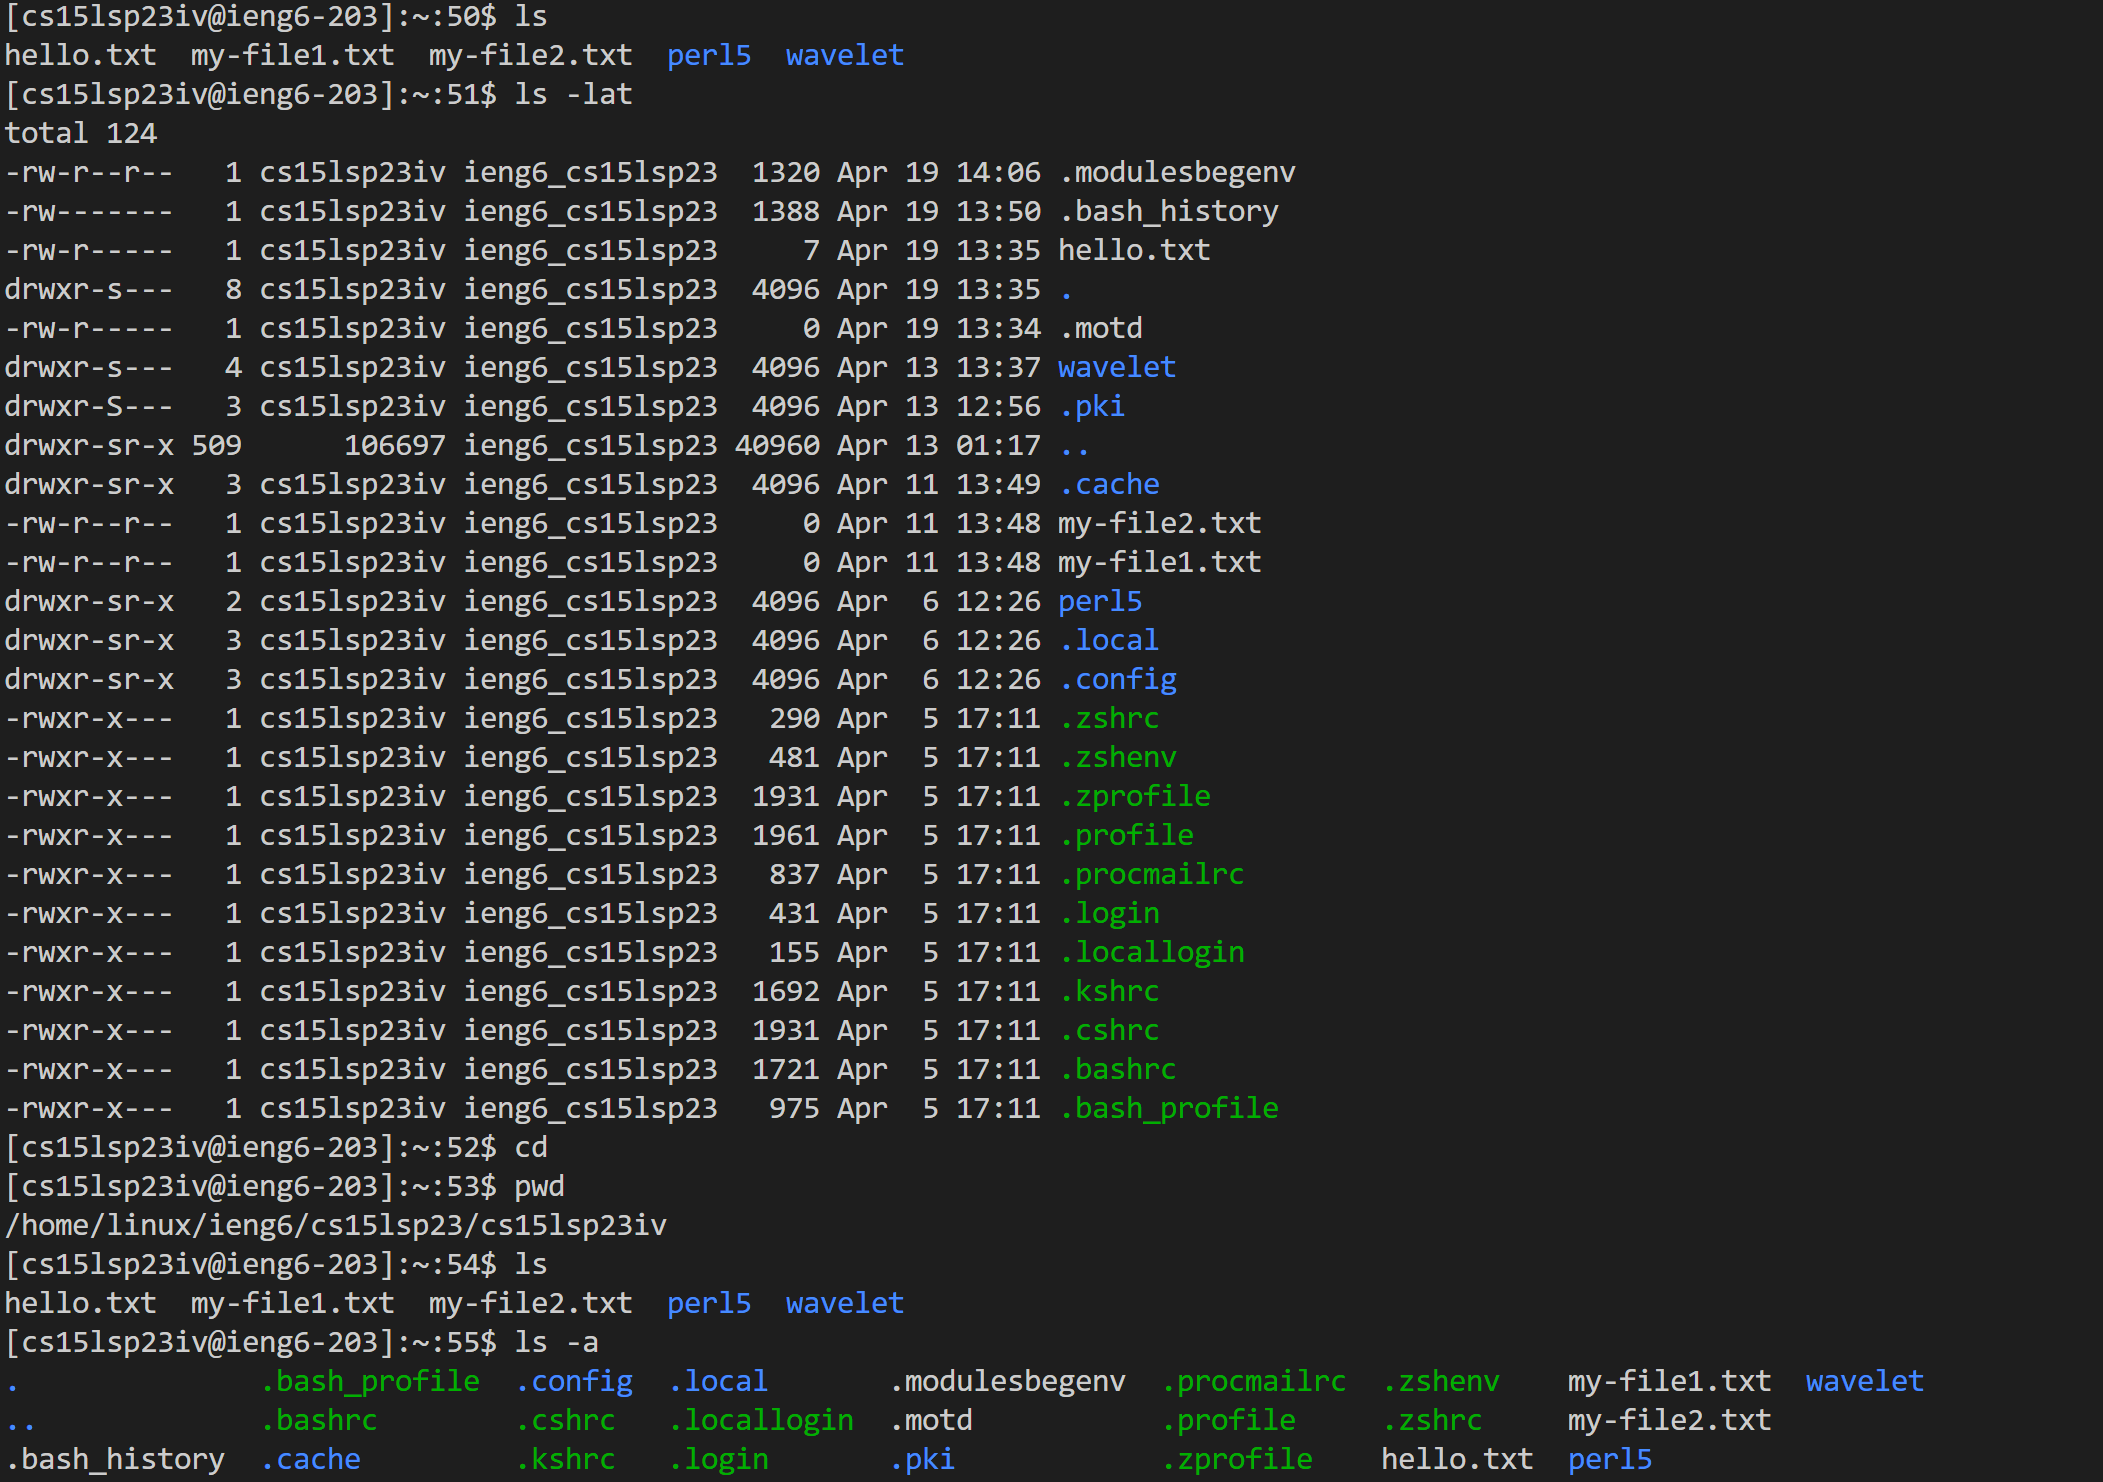 [cs15lsp23iv@ieng6-203]:~:50$ ls
hello.txt  my-file1.txt  my-file2.txt  perl5  wavelet
[cs15lsp23iv@ieng6-203]:~:51$ ls -lat
total 124
-rw-r--r--   1 cs15lsp23iv ieng6_cs15lsp23  1320 Apr 19 14:06 .modulesbegenv
-rw-------   1 cs15lsp23iv ieng6_cs15lsp23  1388 Apr 19 13:50 .bash_history
-rw-r-----   1 cs15lsp23iv ieng6_cs15lsp23     7 Apr 19 13:35 hello.txt
drwxr-s---   8 cs15lsp23iv ieng6_cs15lsp23  4096 Apr 19 13:35 .
-rw-r-----   1 cs15lsp23iv ieng6_cs15lsp23     0 Apr 19 13:34 .motd
drwxr-s---   4 cs15lsp23iv ieng6_cs15lsp23  4096 Apr 13 13:37 wavelet
drwxr-S---   3 cs15lsp23iv ieng6_cs15lsp23  4096 Apr 13 12:56 .pki
drwxr-sr-x 509      106697 ieng6_cs15lsp23 40960 Apr 13 01:17 ..
drwxr-sr-x   3 cs15lsp23iv ieng6_cs15lsp23  4096 Apr 11 13:49 .cache
-rw-r--r--   1 cs15lsp23iv ieng6_cs15lsp23     0 Apr 11 13:48 my-file2.txt
-rw-r--r--   1 cs15lsp23iv ieng6_cs15lsp23     0 Apr 11 13:48 my-file1.txt
drwxr-sr-x   2 cs15lsp23iv ieng6_cs15lsp23  4096 Apr  6 12:26 perl5
drwxr-sr-x   3 cs15lsp23iv ieng6_cs15lsp23  4096 Apr  6 12:26 .local
drwxr-sr-x   3 cs15lsp23iv ieng6_cs15lsp23  4096 Apr  6 12:26 .config
-rwxr-x---   1 cs15lsp23iv ieng6_cs15lsp23   290 Apr  5 17:11 .zshrc
-rwxr-x---   1 cs15lsp23iv ieng6_cs15lsp23   481 Apr  5 17:11 .zshenv
-rwxr-x---   1 cs15lsp23iv ieng6_cs15lsp23  1931 Apr  5 17:11 .zprofile
-rwxr-x---   1 cs15lsp23iv ieng6_cs15lsp23  1961 Apr  5 17:11 .profile
-rwxr-x---   1 cs15lsp23iv ieng6_cs15lsp23   837 Apr  5 17:11 .procmailrc
-rwxr-x---   1 cs15lsp23iv ieng6_cs15lsp23   431 Apr  5 17:11 .login
-rwxr-x---   1 cs15lsp23iv ieng6_cs15lsp23   155 Apr  5 17:11 .locallogin
-rwxr-x---   1 cs15lsp23iv ieng6_cs15lsp23  1692 Apr  5 17:11 .kshrc
-rwxr-x---   1 cs15lsp23iv ieng6_cs15lsp23  1931 Apr  5 17:11 .cshrc
-rwxr-x---   1 cs15lsp23iv ieng6_cs15lsp23  1721 Apr  5 17:11 .bashrc
-rwxr-x---   1 cs15lsp23iv ieng6_cs15lsp23   975 Apr  5 17:11 .bash_profile
[cs15lsp23iv@ieng6-203]:~:52$ cd
[cs15lsp23iv@ieng6-203]:~:53$ pwd
/home/linux/ieng6/cs15lsp23/cs15lsp23iv
[cs15lsp23iv@ieng6-203]:~:54$ ls
hello.txt  my-file1.txt  my-file2.txt  perl5  wavelet
[cs15lsp23iv@ieng6-203]:~:55$ ls -a
.              .bash_profile  .config  .local       .modulesbegenv  .procmailrc  .zshenv    my-file1.txt  wavelet
..             .bashrc        .cshrc   .locallogin  .motd           .profile     .zshrc     my-file2.txt
.bash_history  .cache         .kshrc   .login       .pki            .zprofile    hello.txt  perl5